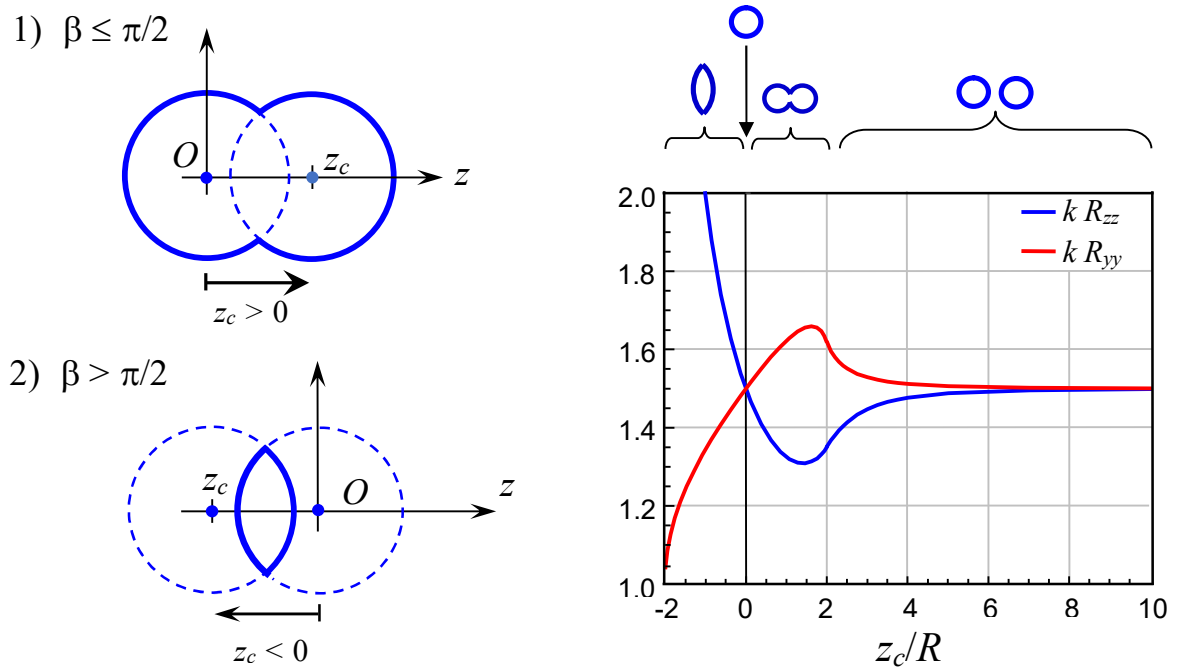 1) β ≤ π/2
O
z_c
z
z_c > 0
2) β > π/2
z_c
O
z
z_c < 0
k R_zz
k R_yy
2.0
1.8
1.6
1.4
1.2
1.0
-2 0 2 4 6 8 10
z_c/R